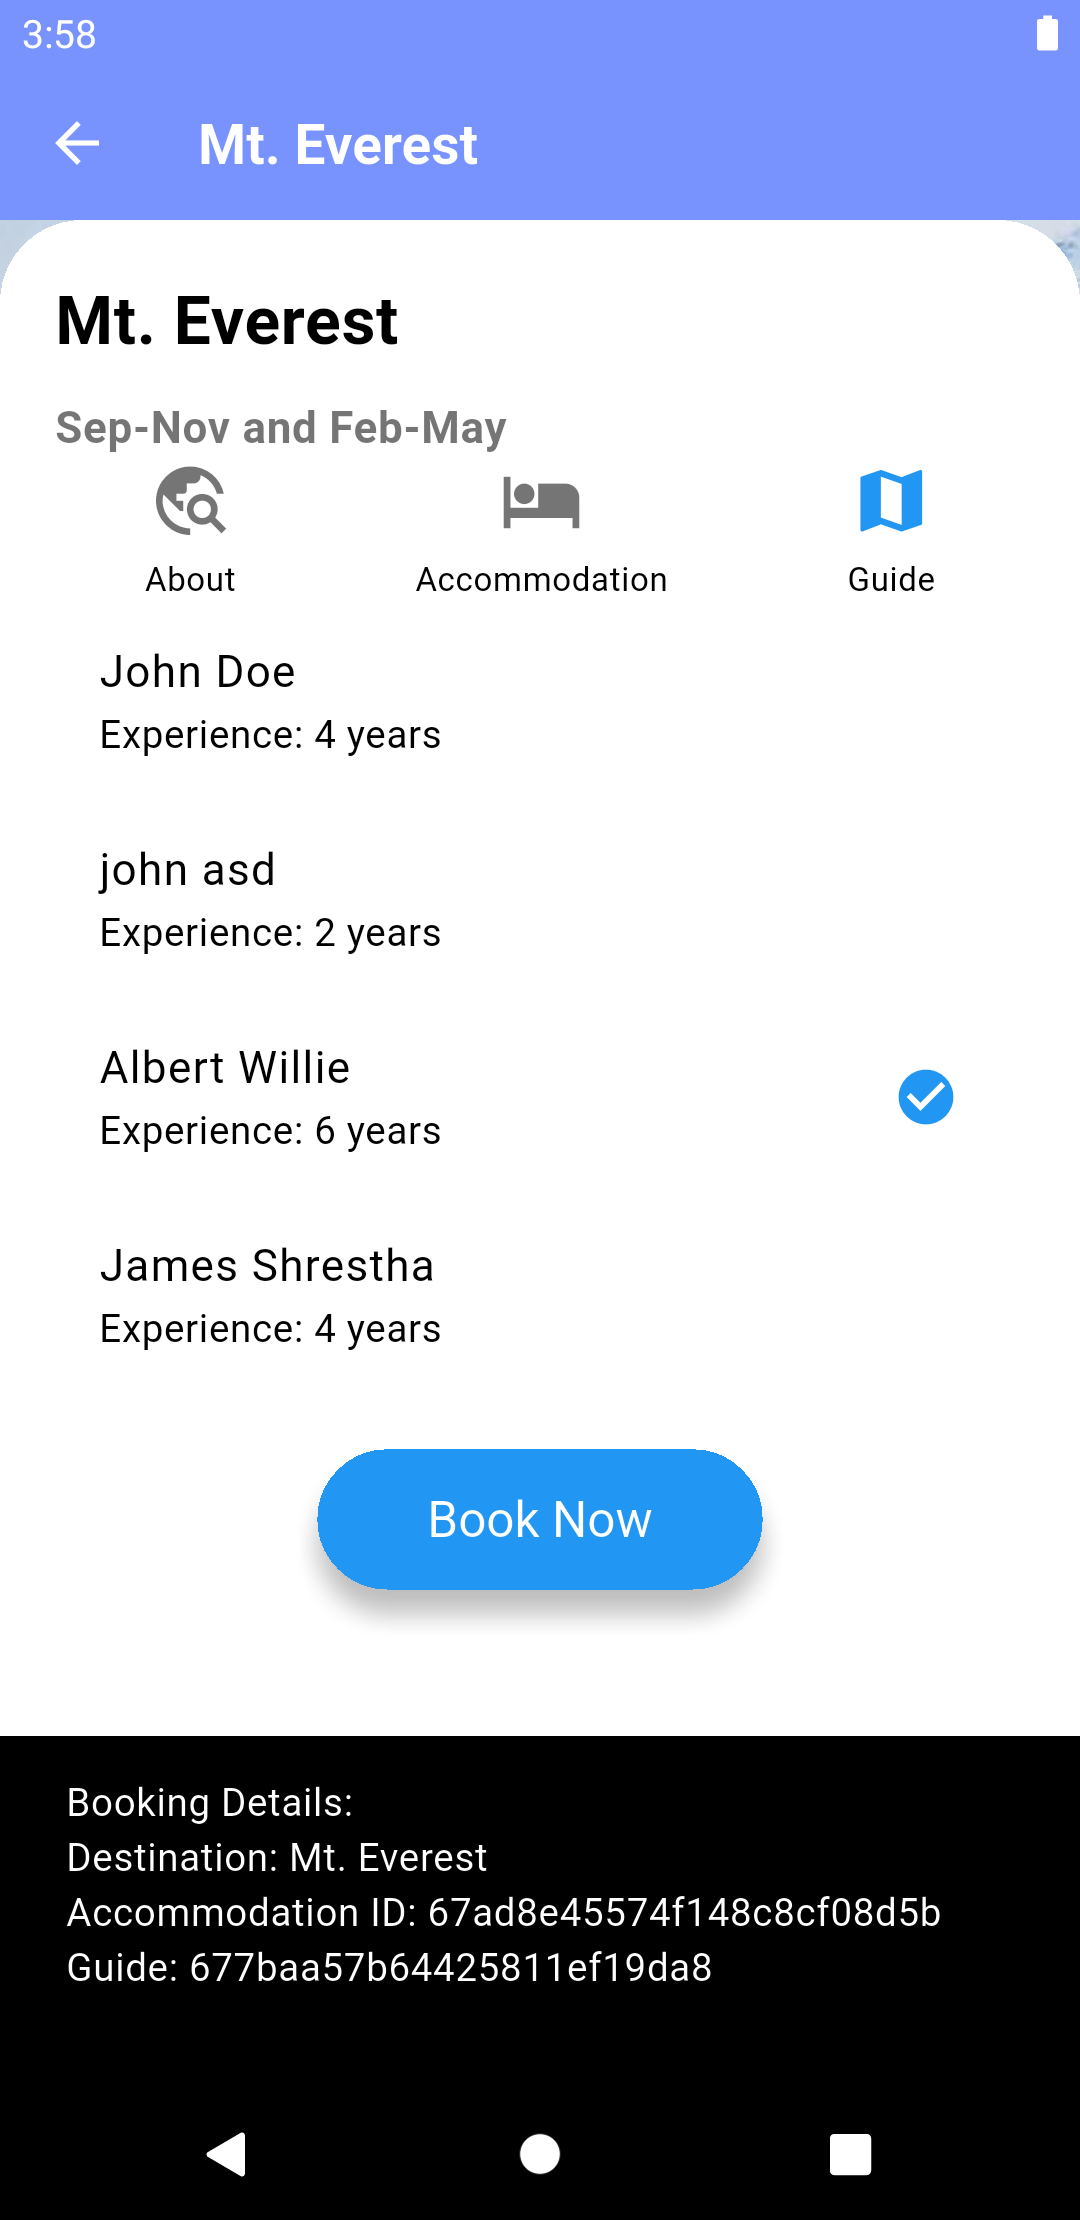 3:58
Mt. Everest
Mt. Everest
Sep-Nov and Feb-May
About Accommodation Guide
John Doe
Experience: 4 years
john asd
Experience: 2 years
Albert Willie
Experience: 6 years
James Shrestha
Experience: 4 years
Book Now
Booking Details:
Destination: Mt. Everest
Accommodation ID: 67ad8e45574f148c8cf08d5b
Guide: 677baa57b64425811ef19da8